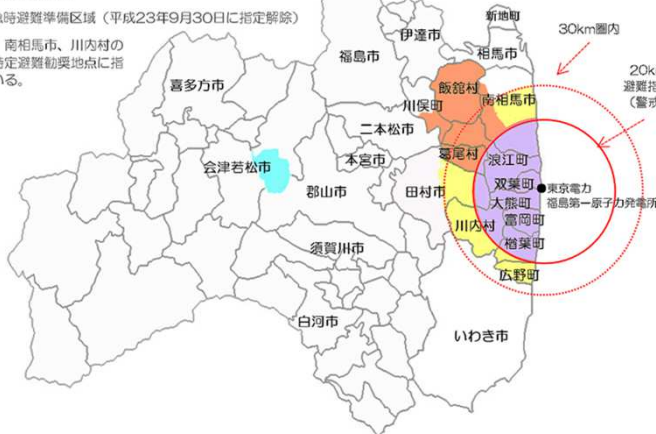 急時避難準備区域（平成23年9月30日に指定解除）
南相馬市、川内村の
特定避難勧奨地点に指
いる。
新地町
伊達市
福島市
相馬市
30km圏内
喜多方市
飯舘村
川俣町
南相馬市
20k
避難指
（警戒
二本松市
葛尾村
浪江町
会津若松市
本宮市
双葉町
東京電力
郡山市
田村市
大熊町
福島第一原子力発電所
川内村
富岡町
須賀川市
楢葉町
広野町
白河市
いわき市